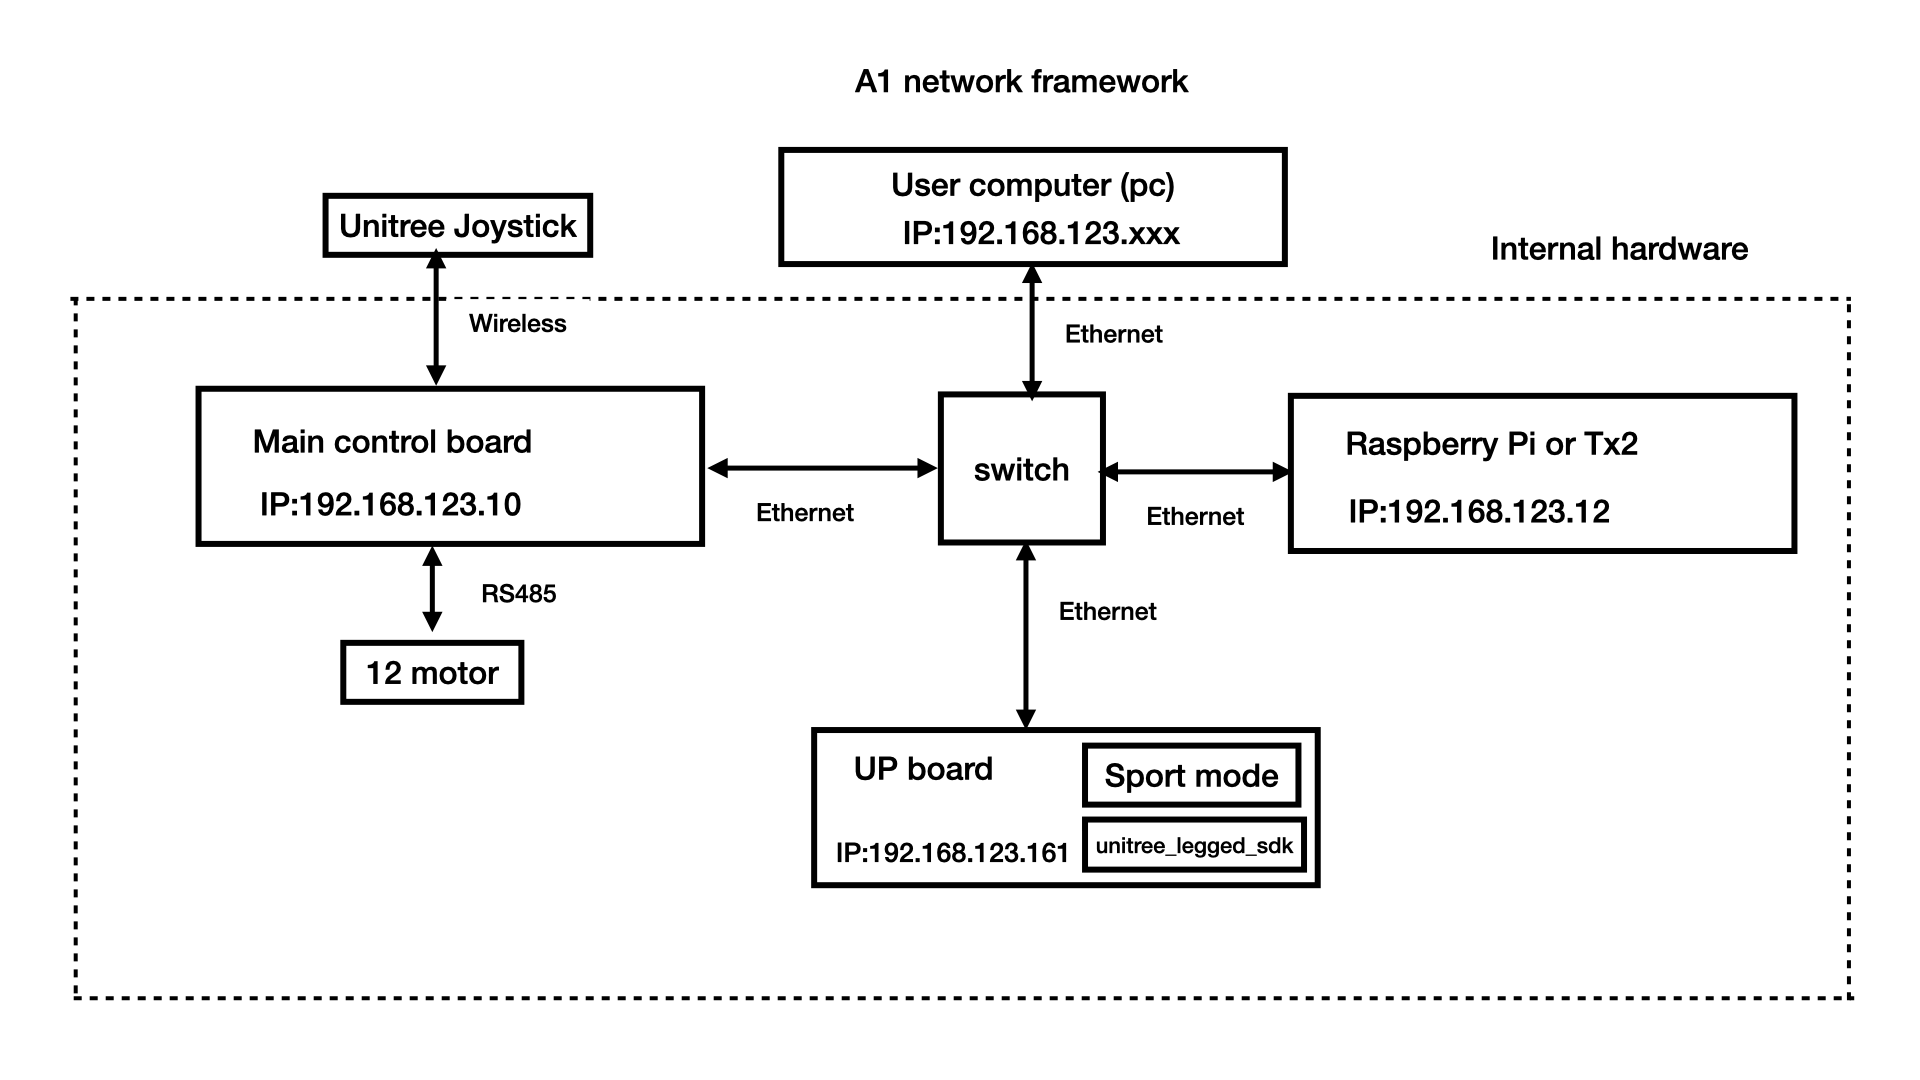 A1 network framework
User computer (pc)
IP:192.168.123.xxx
Unitree Joystick
Internal hardware
Wireless
Ethernet
Main control board
IP:192.168.123.10
Ethernet
switch
Ethernet
Raspberry Pi or Tx2
IP:192.168.123.12
RS485
12 motor
Ethernet
UP board
IP:192.168.123.161
Sport mode
unitree_legged_sdk